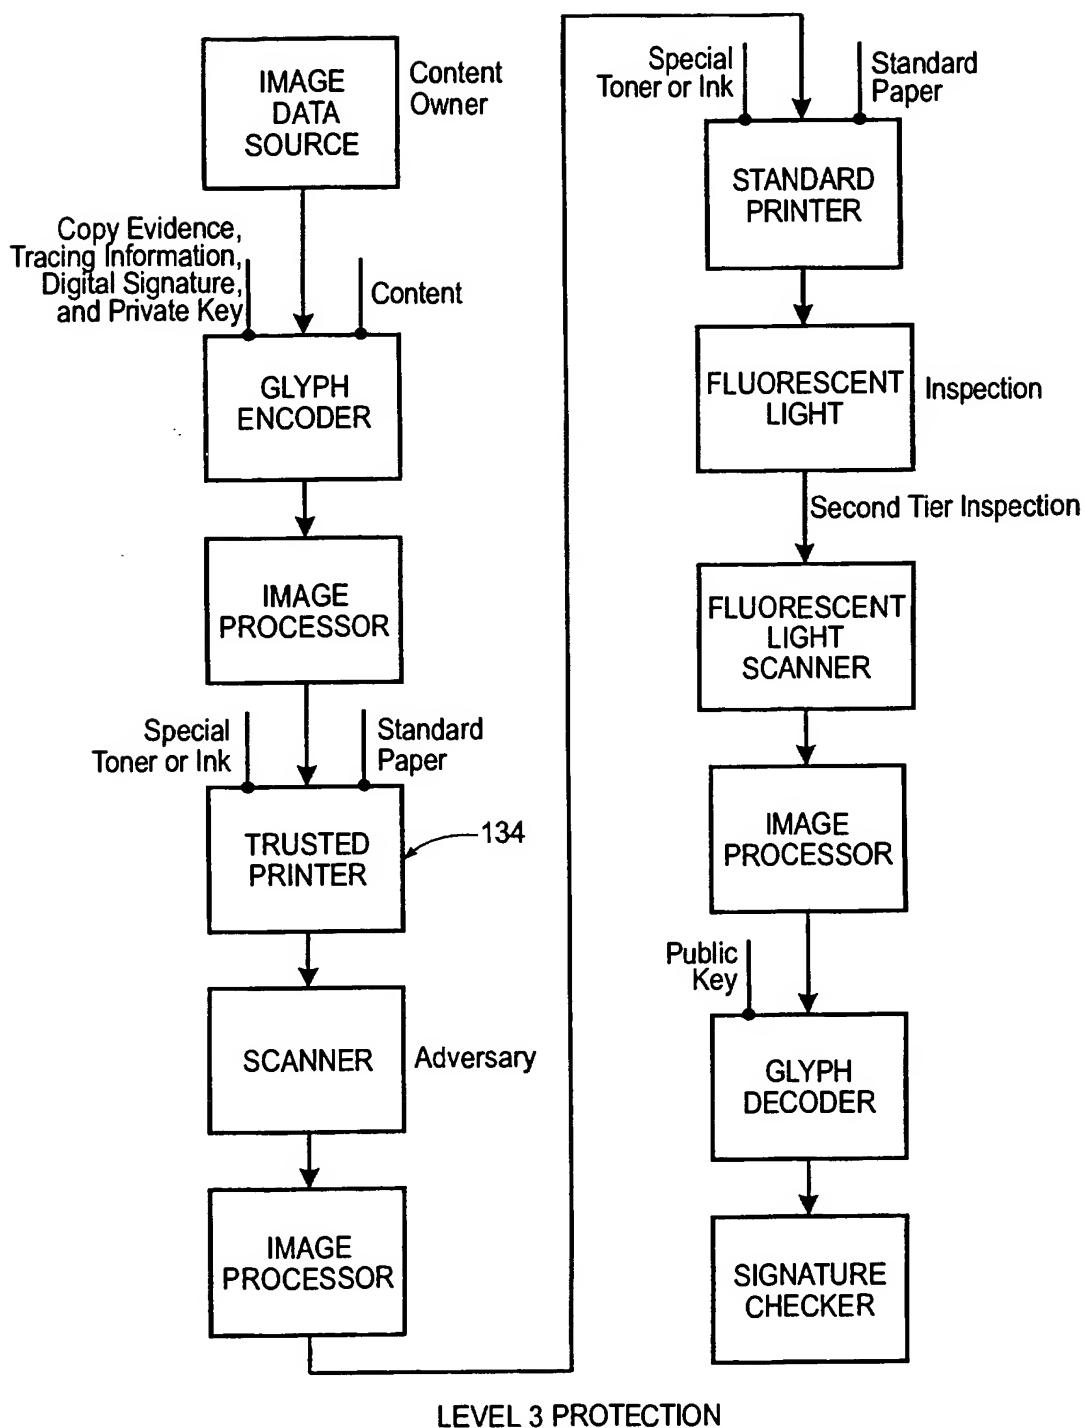 IMAGE
DATA
SOURCE
Content
Owner
Copy Evidence,
Tracing Information,
Digital Signature,
and Private Key
Content
GLYPH
ENCODER
IMAGE
PROCESSOR
Special
Toner or Ink
Standard
Paper
TRUSTED
PRINTER
134
SCANNER
Adversary
IMAGE
PROCESSOR
Special
Toner or Ink
Standard
Paper
STANDARD
PRINTER
FLUORESCENT
LIGHT
Inspection
Second Tier Inspection
FLUORESCENT
LIGHT
SCANNER
IMAGE
PROCESSOR
Public
Key
GLYPH
DECODER
SIGNATURE
CHECKER
LEVEL 3 PROTECTION